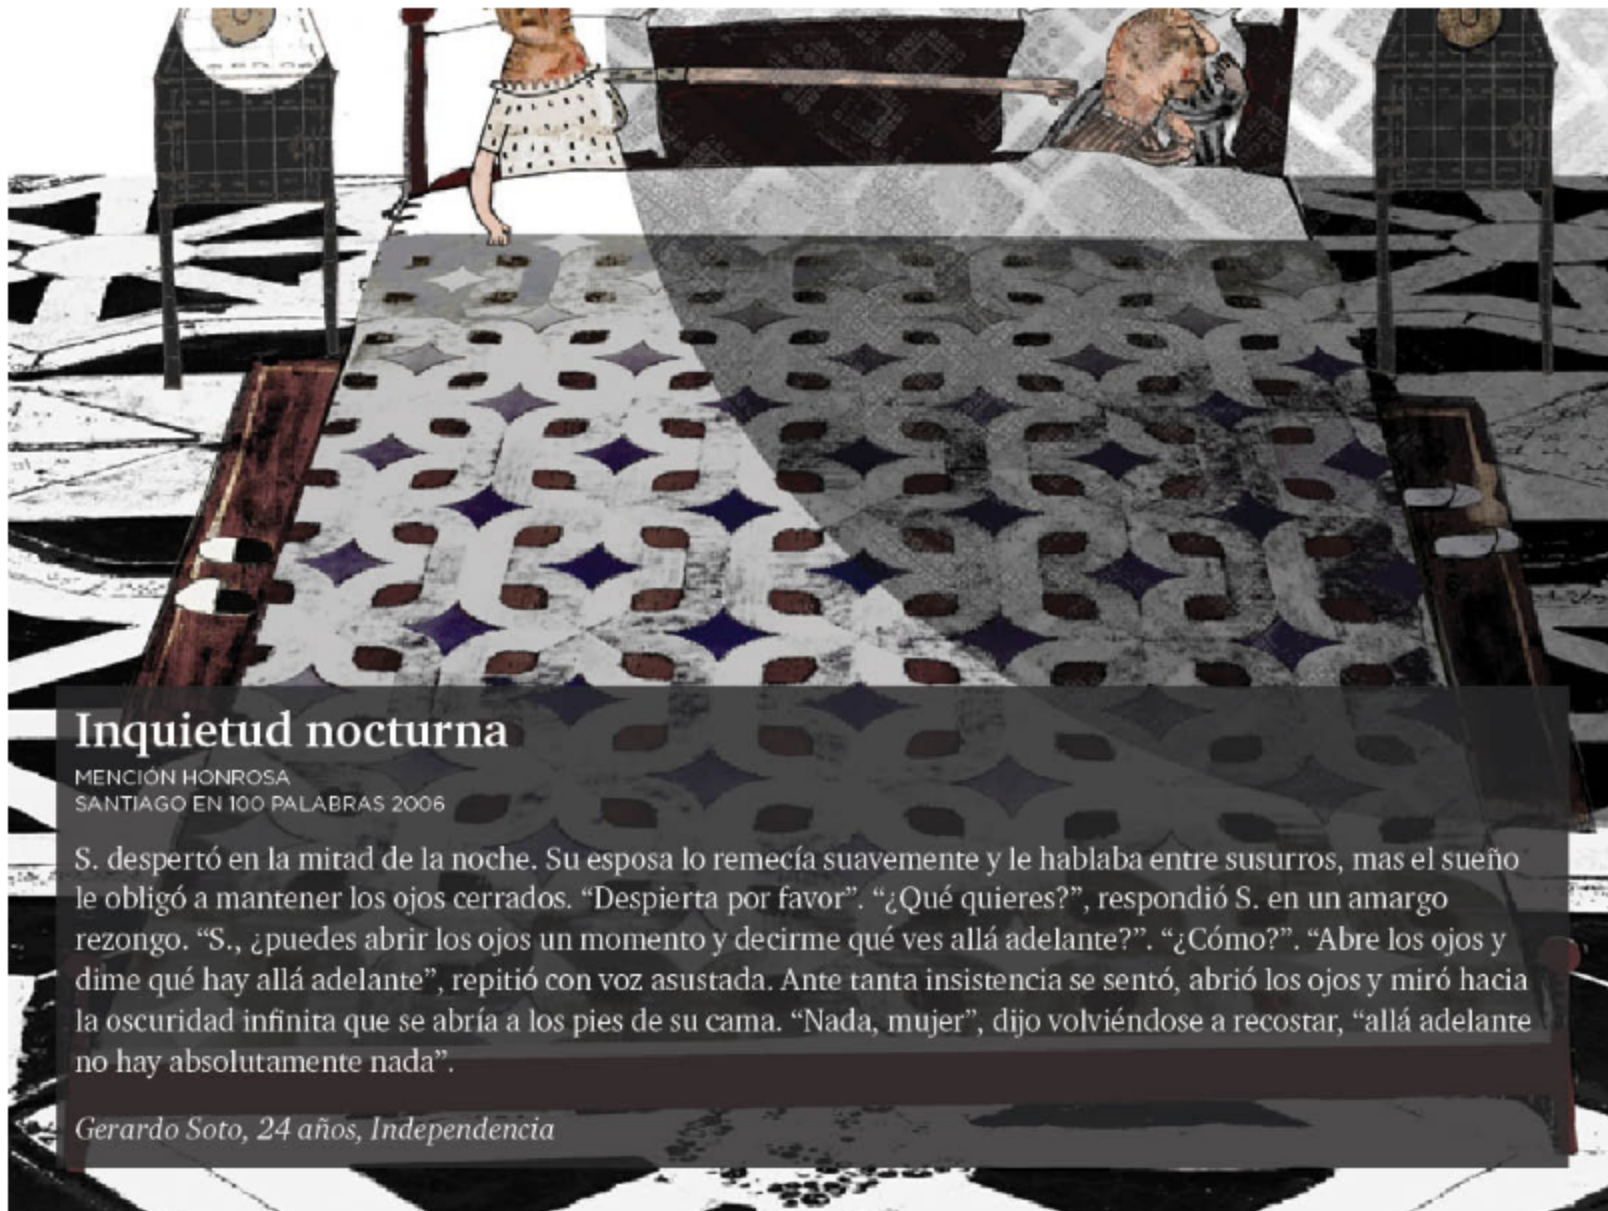 Inquietud nocturna
MENCIÓN HONROSA
SANTIAGO EN 100 PALABRAS 2006
S. despertó en la mitad de la noche. Su esposa lo remecía suavemente y le hablaba entre susurros, mas el sueño
le obligó a mantener los ojos cerrados. “Despierta por favor”. “¿Qué quieres?”, respondió S. en un amargo
rezongo. “S., ¿puedes abrir los ojos un momento y decirme qué ves allá adelante?”. “¿Cómo?”. “Abre los ojos y
dime qué hay allá adelante”, repitió con voz asustada. Ante tanta insistencia se sentó, abrió los ojos y miró hacia
la oscuridad infinita que se abría a los pies de su cama. “Nada, mujer”, dijo volviéndose a recostar, “allá adelante
no hay absolutamente nada”.
Gerardo Soto, 24 años, Independencia